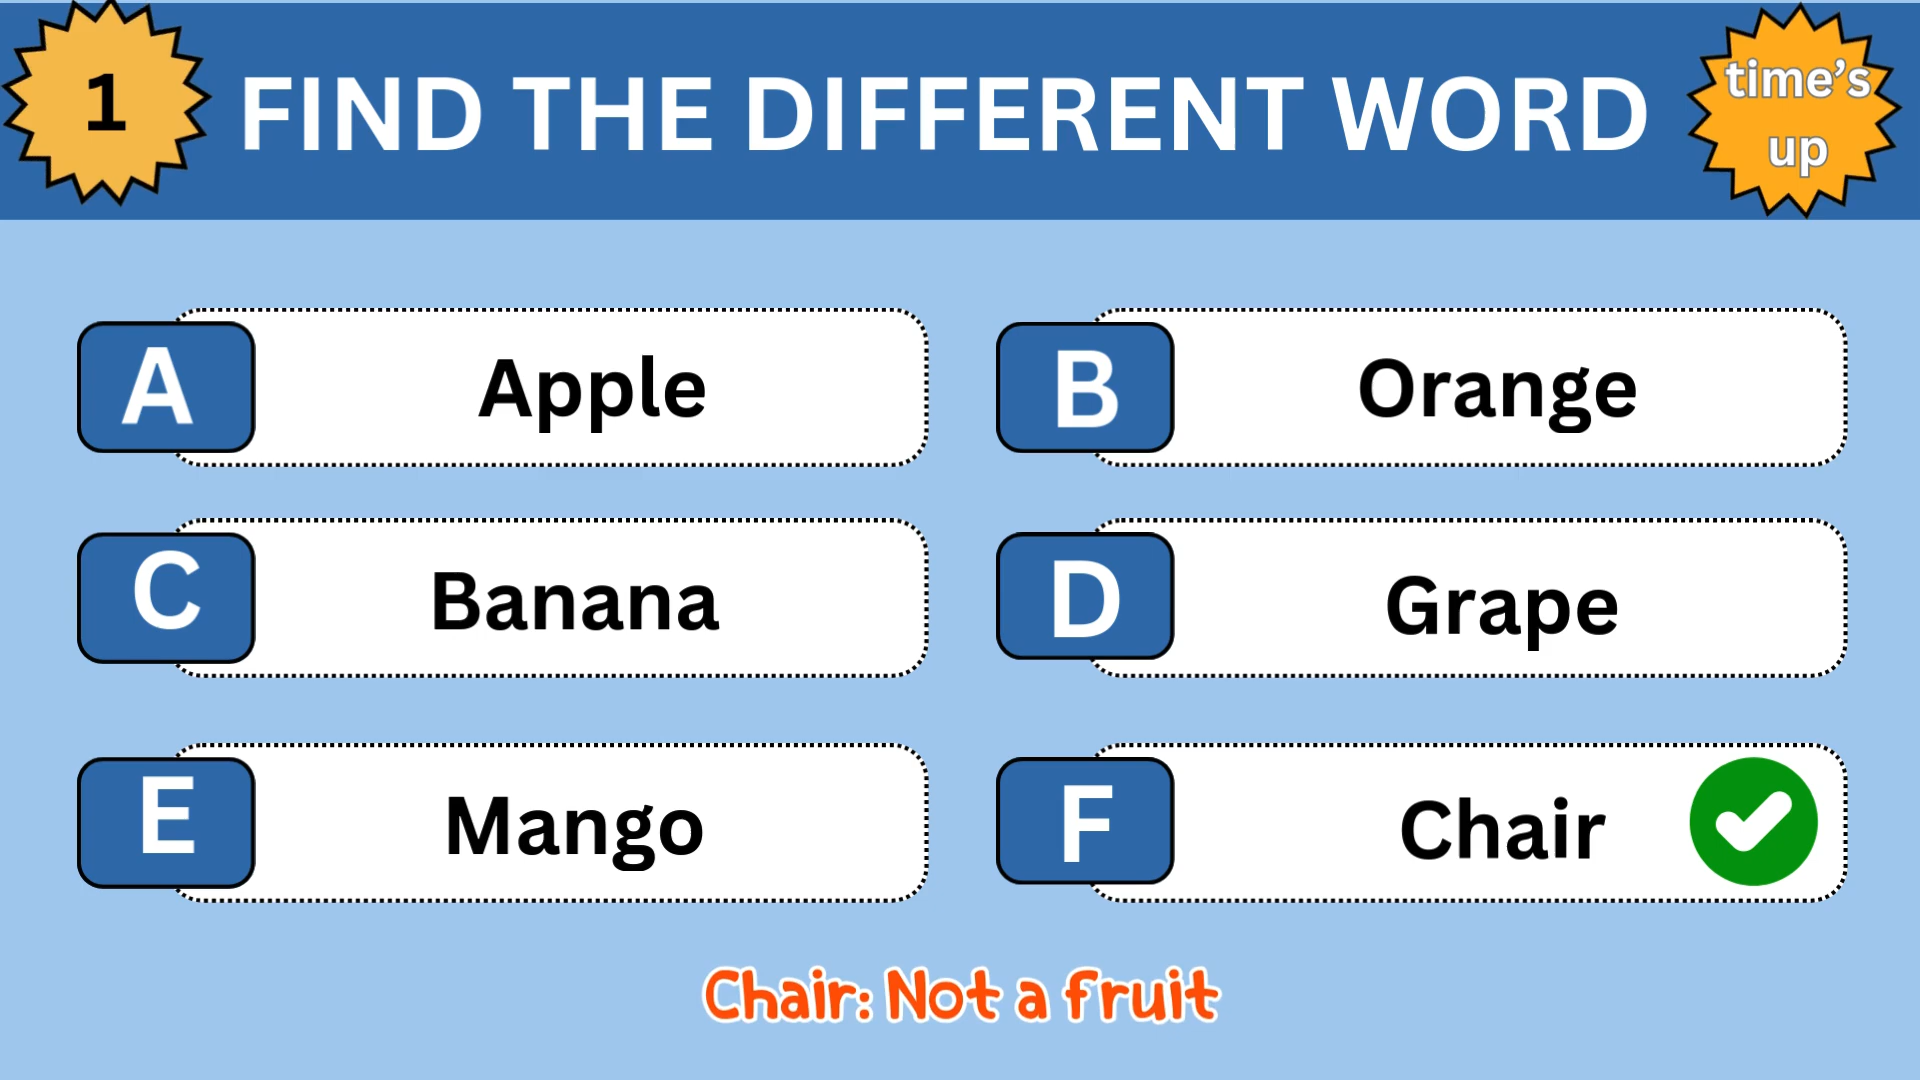 1
FIND THE DIFFERENT WORD
time's
up
A
Apple
B
Orange
C
Banana
D
Grape
E
Mango
F
Chair
Chair: Not a fruit